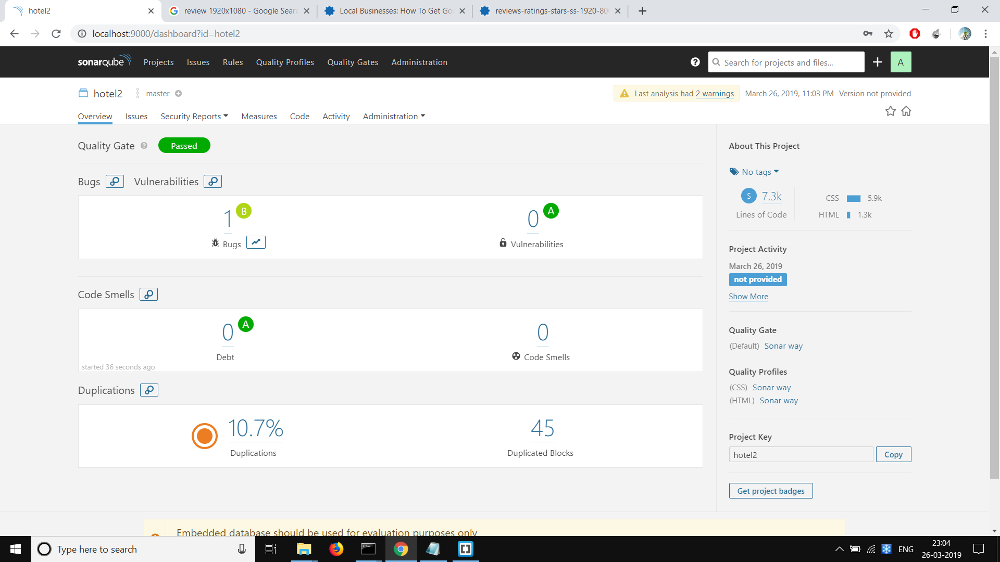 hotel2
review 1920x1080 - Google Sear
Local Businesses: How To Get Go
reviews-ratings-stars-ss-1920-80
localhost:9000/dashboard?id=hotel2
sonarqube Projects Issues Rules Quality Profiles Quality Gates Administration
Search for projects and files...
A
hotel2 master
Last analysis had 2 warnings March 26, 2019, 11:03 PM Version not provided
Overview Issues Security Reports Measures Code Activity Administration
Quality Gate Passed
Bugs Vulnerabilities
1 B
Bugs
0 A
Vulnerabilities
Code Smells
0 A
Debt
started 36 seconds ago
0
Code Smells
Duplications
10.7%
Duplications
45
Duplicated Blocks
About This Project
No tags
S 7.3k
Lines of Code
CSS 5.9k
HTML 1.3k
Project Activity
March 26, 2019
not provided
Show More
Quality Gate
(Default) Sonar way
Quality Profiles
(CSS) Sonar way
(HTML) Sonar way
Project Key
hotel2 Copy
Get project badges
Embedded database should be used for evaluation purposes only
Type here to search
ENG
23:04
26-03-2019